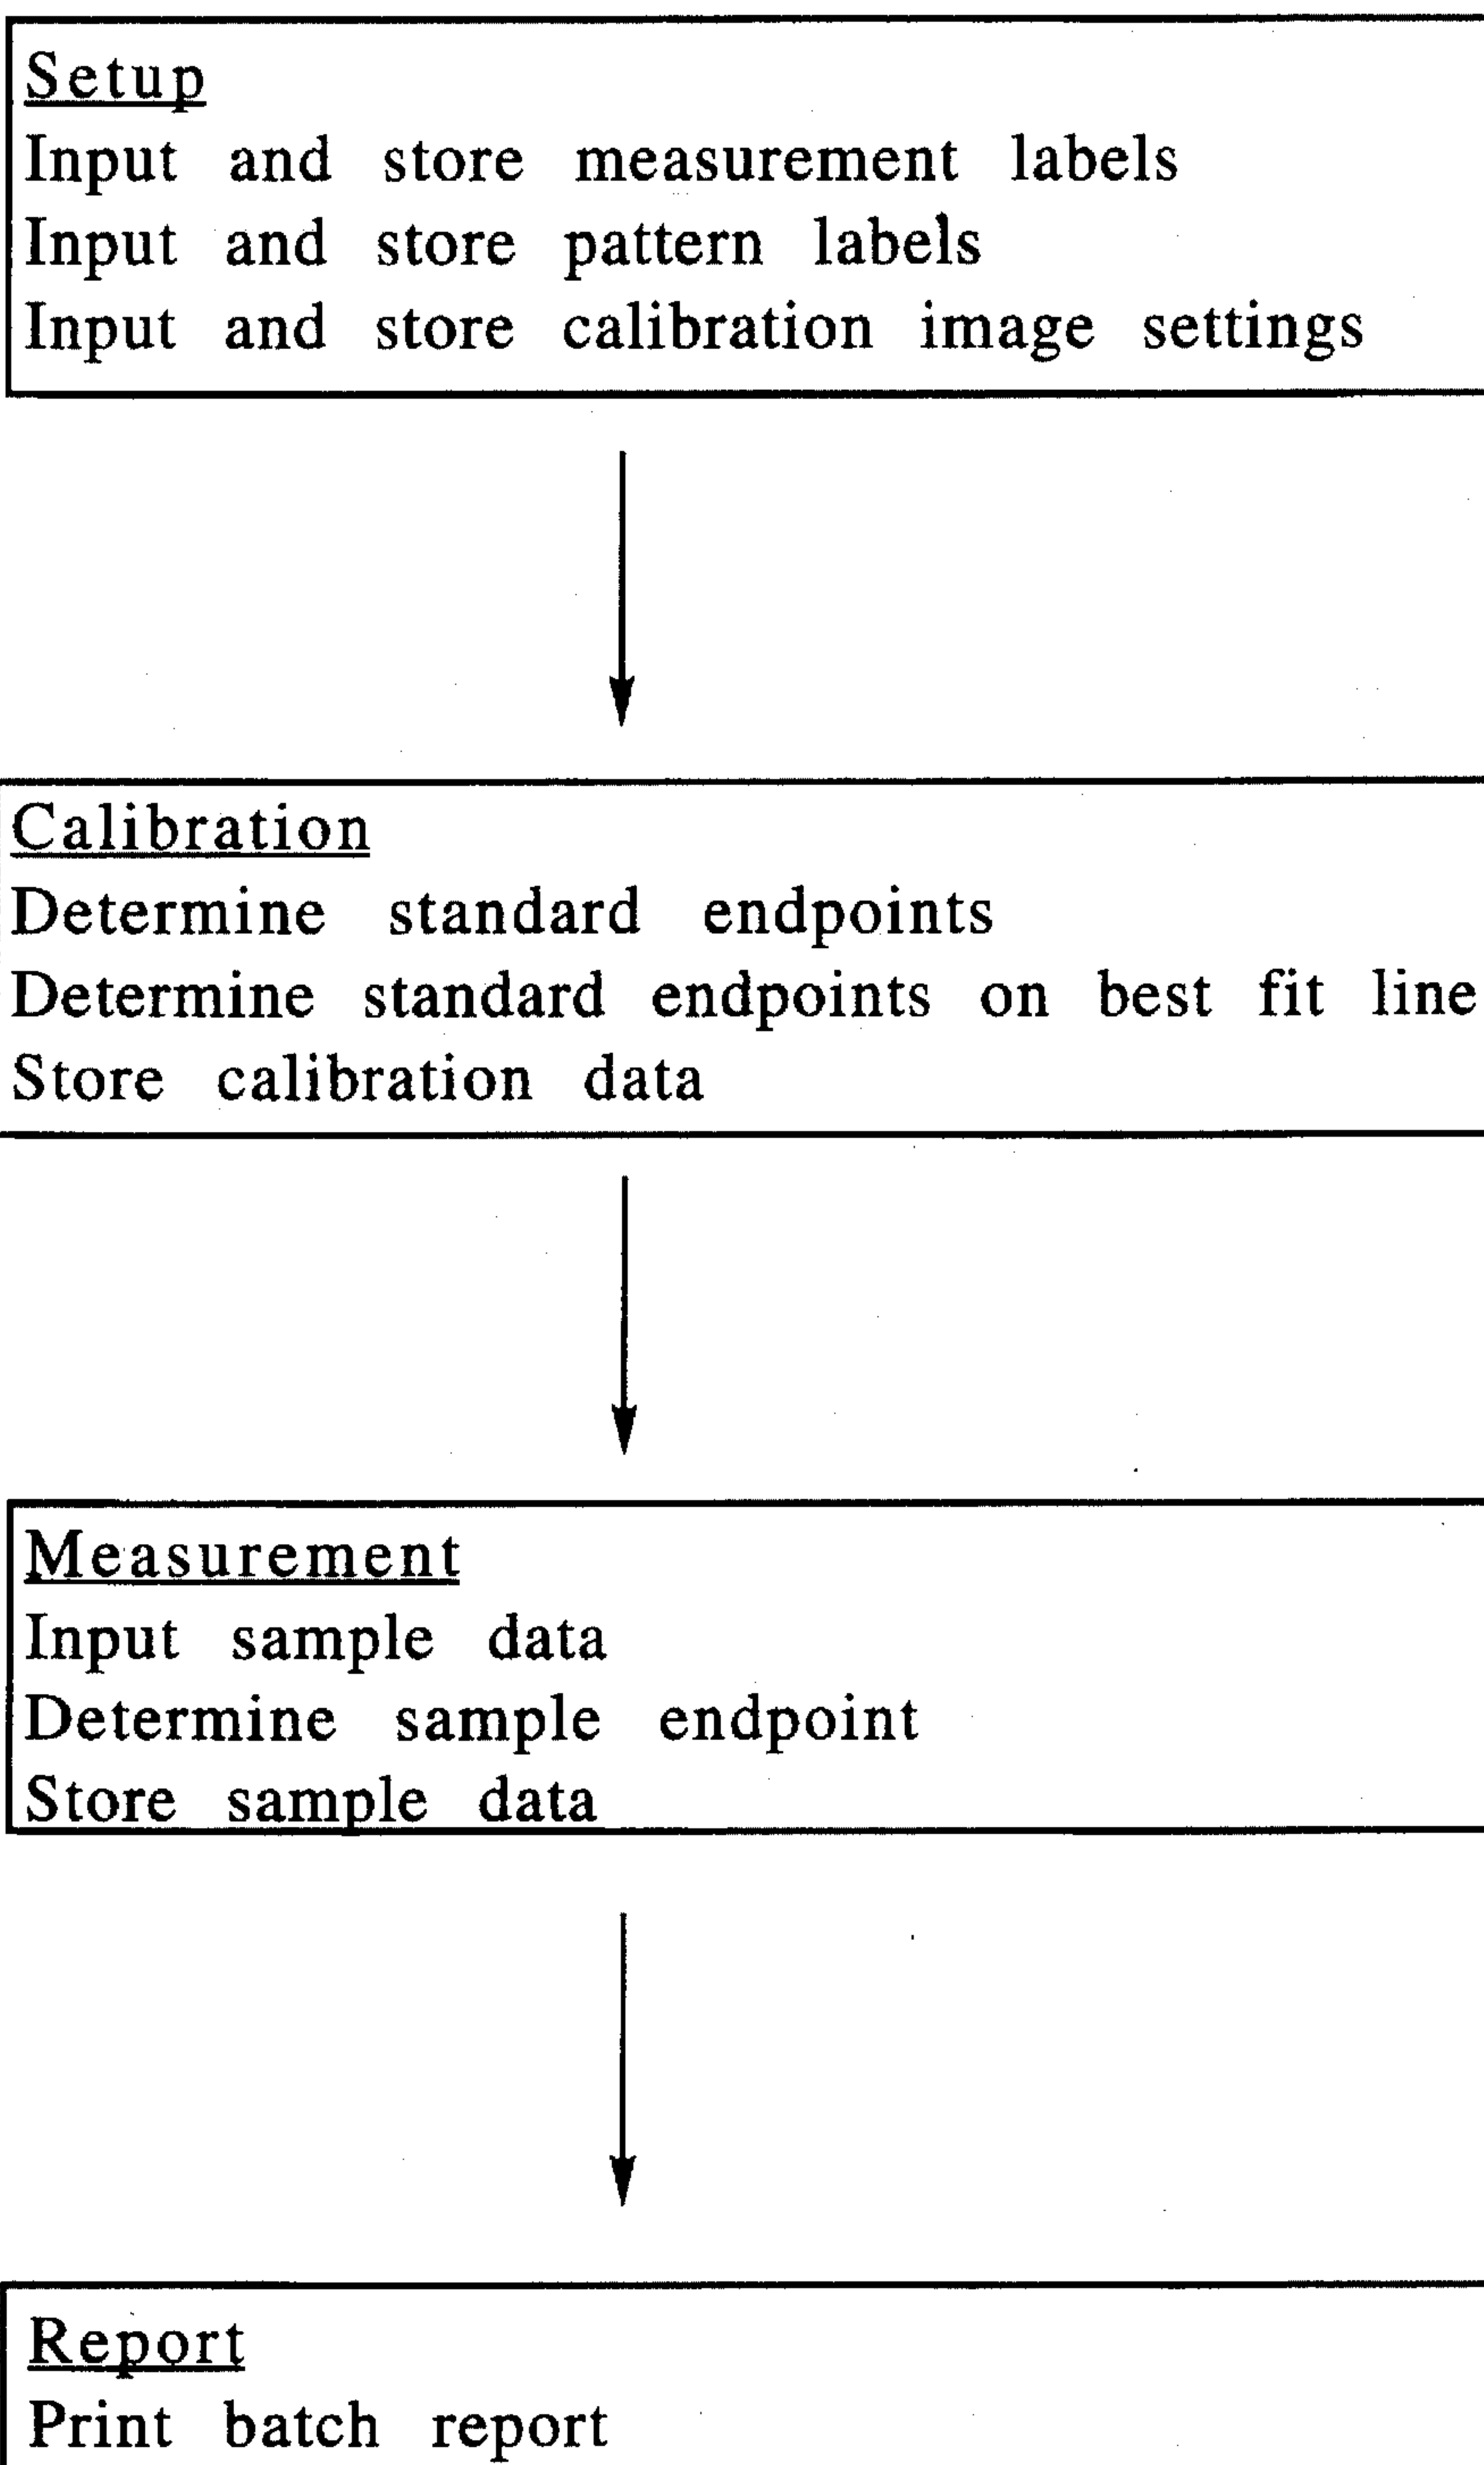 Setup
Input and store measurement labels
Input and store pattern labels
Input and store calibration image settings
Calibration
Determine standard endpoints
Determine standard endpoints on best fit line
Store calibration data
Measurement
Input sample data
Determine sample endpoint
Store sample data
Report
Print batch report